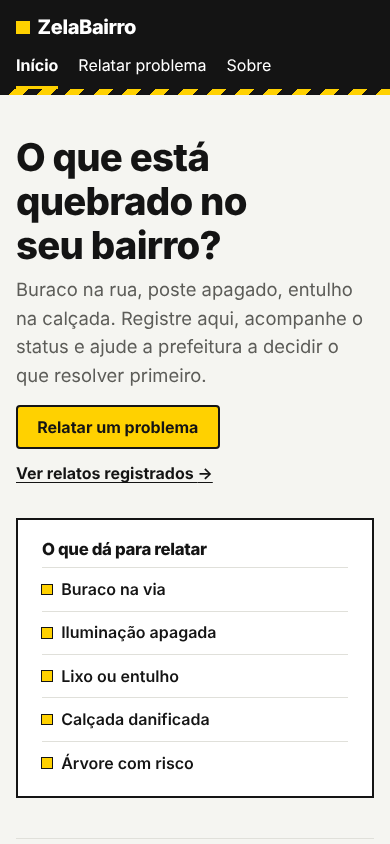 ZelaBairro
Início Relatar problema Sobre
O que está
quebrado no
seu bairro?
Buraco na rua, poste apagado, entulho
na calçada. Registre aqui, acompanhe o
status e ajude a prefeitura a decidir o
que resolver primeiro.
Relatar um problema
Ver relatos registrados →
O que dá para relatar
Buraco na via
Iluminação apagada
Lixo ou entulho
Calçada danificada
Árvore com risco